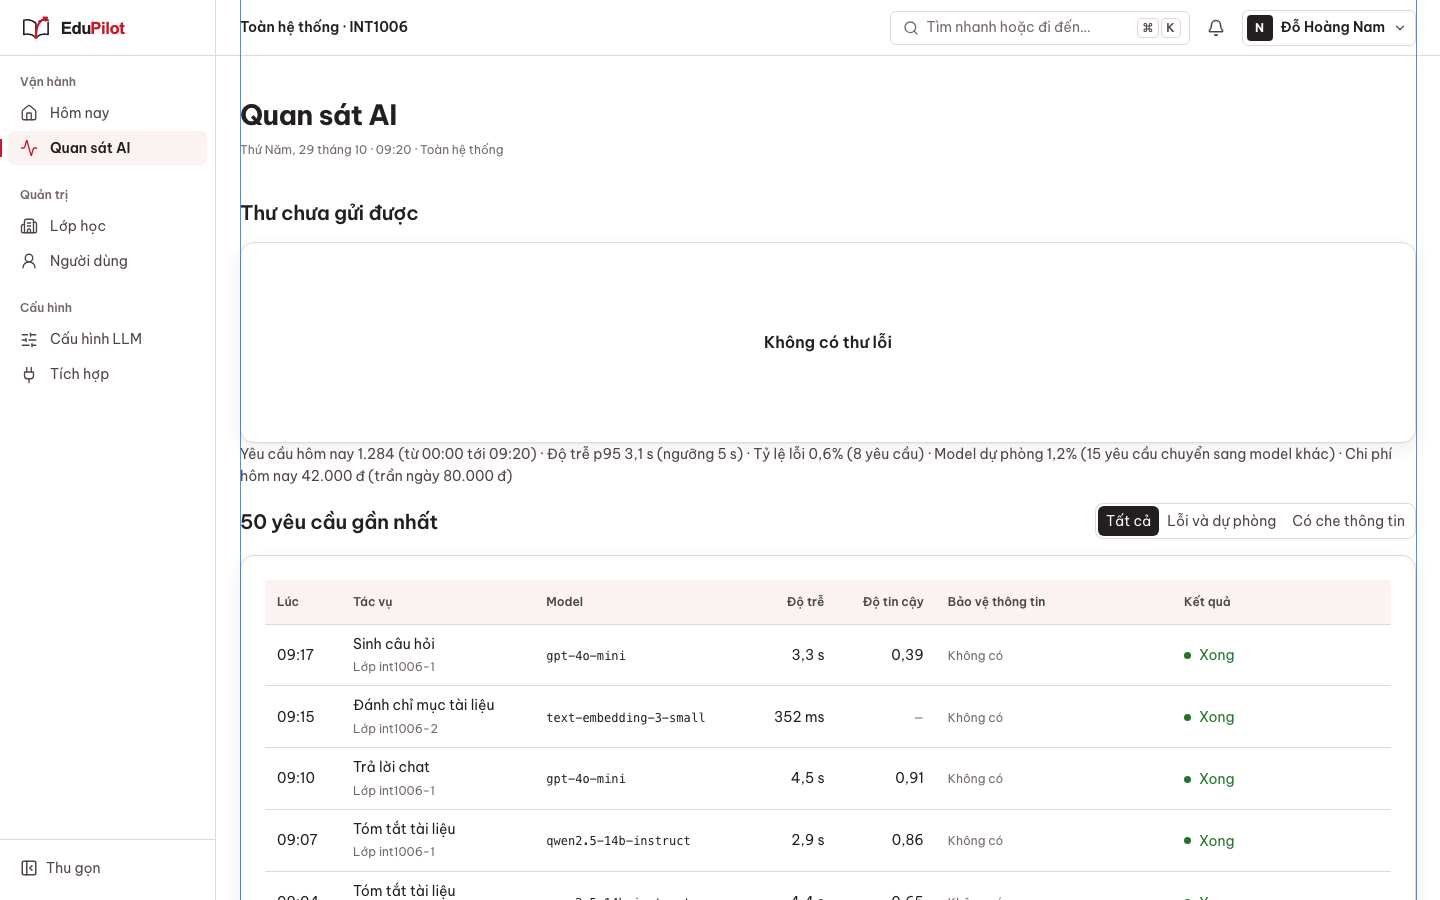 EduPilot
Toàn hệ thống · INT1006
Tìm nhanh hoặc đi đến...
⌘ K
N
Đỗ Hoàng Nam
Vận hành
Hôm nay
Quan sát AI
Quản trị
Lớp học
Người dùng
Cấu hình
Cấu hình LLM
Tích hợp
Thu gọn
Quan sát AI
Thứ Năm, 29 tháng 10 · 09:20 · Toàn hệ thống
Thư chưa gửi được
Không có thư lỗi
Yêu cầu hôm nay 1.284 (từ 00:00 tới 09:20) · Độ trễ p95 3,1 s (ngưỡng 5 s) · Tỷ lệ lỗi 0,6% (8 yêu cầu) · Model dự phòng 1,2% (15 yêu cầu chuyển sang model khác) · Chi phí
hôm nay 42.000 đ (trần ngày 80.000 đ)
50 yêu cầu gần nhất
Tất cả Lỗi và dự phòng Có che thông tin
Lúc Tác vụ Model Độ trễ Độ tin cậy Bảo vệ thông tin Kết quả
09:17 Sinh câu hỏi gpt-4o-mini 3,3 s 0,39 Không có Xong
Lớp int1006-1
09:15 Đánh chỉ mục tài liệu text-embedding-3-small 352 ms – Không có Xong
Lớp int1006-2
09:10 Trả lời chat gpt-4o-mini 4,5 s 0,91 Không có Xong
Lớp int1006-1
09:07 Tóm tắt tài liệu qwen2.5-14b-instruct 2,9 s 0,86 Không có Xong
Lớp int1006-1
Tóm tắt tài liệu